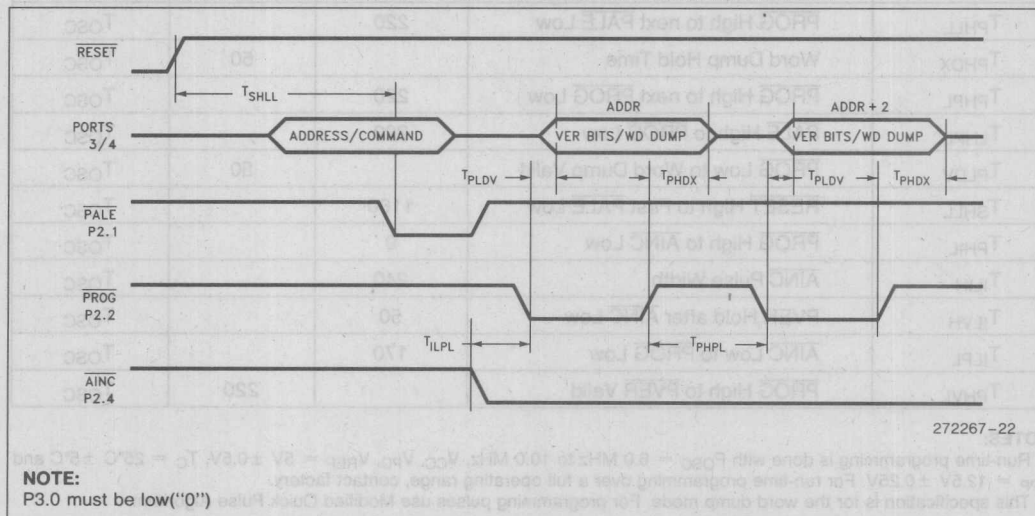 RESET
T_SHLL
ADDR
ADDR + 2
PORTS
3/4
ADDRESS/COMMAND
VER BITS/WD DUMP
VER BITS/WD DUMP
T_PLDV
T_PHDX
T_PLDV
T_PHDX
PALE
P2.1
PROG
P2.2
T_ILPL
T_PHPL
AINC
P2.4
272267-22
NOTE:
P3.0 must be low("0")